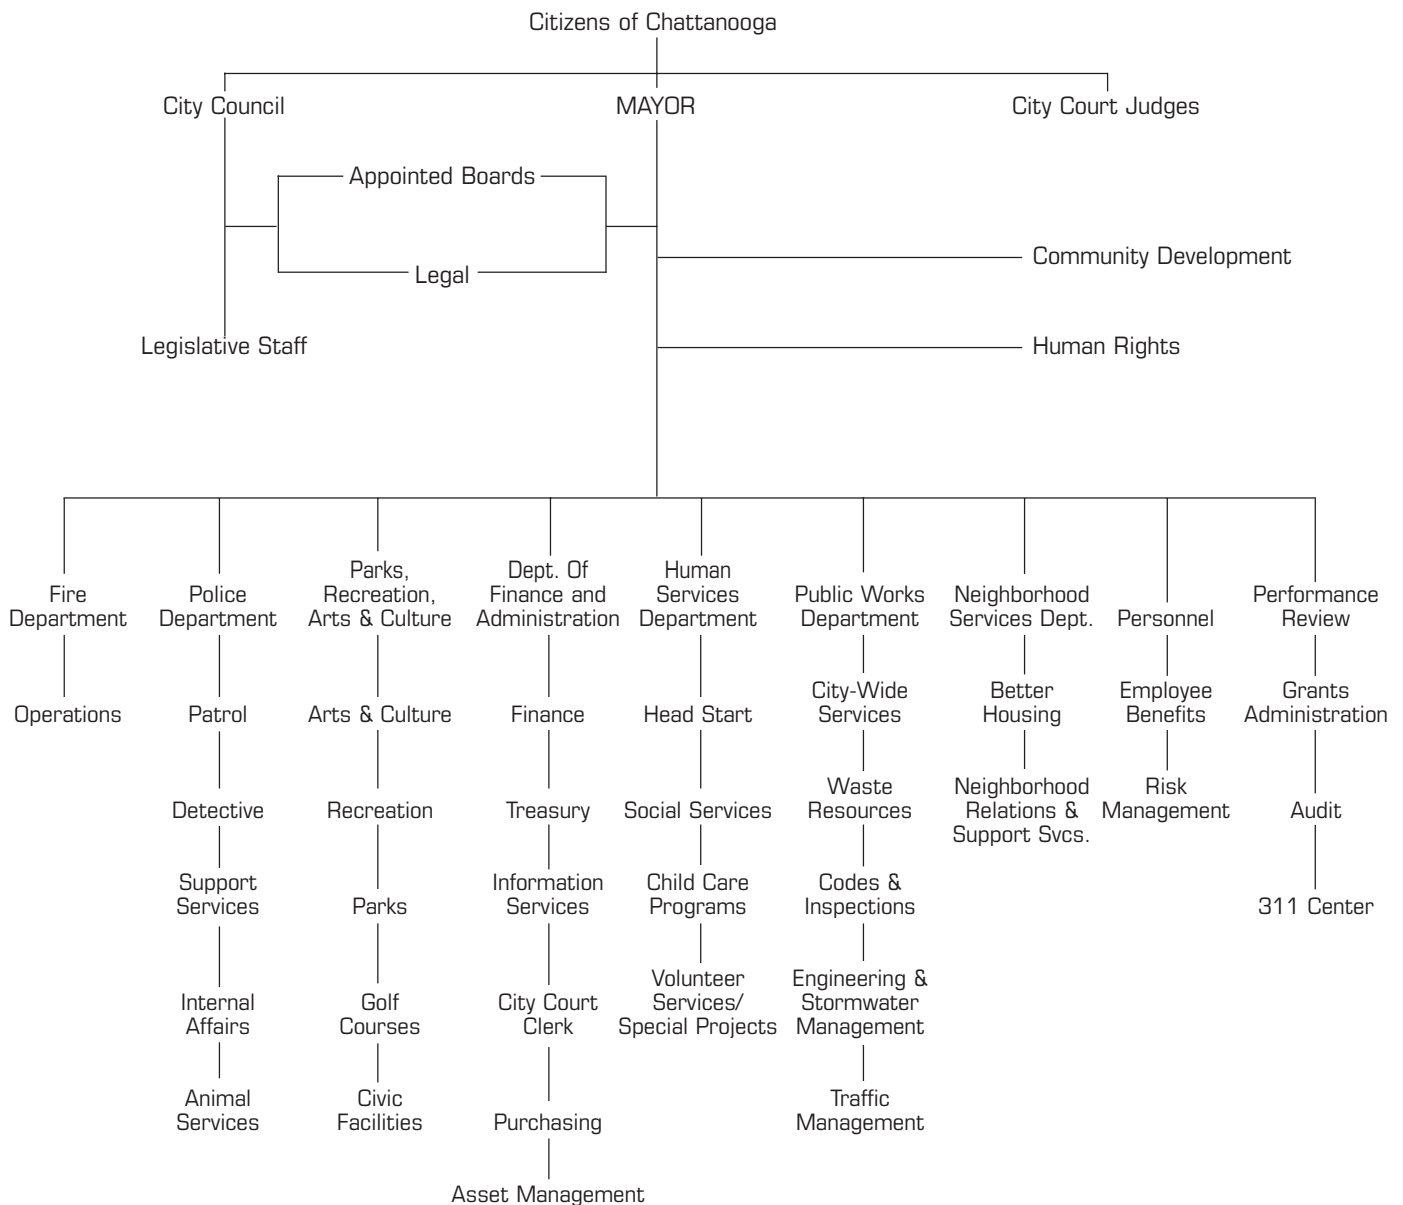 Citizens of Chattanooga
City Council
MAYOR
City Court Judges
Appointed Boards
Legal
Community Development
Legislative Staff
Human Rights
Fire
Department
Operations
Police
Department
Patrol
Detective
Support
Services
Internal
Affairs
Animal
Services
Parks,
Recreation,
Arts & Culture
Arts & Culture
Recreation
Parks
Golf
Courses
Civic
Facilities
Dept. Of
Finance and
Administration
Finance
Treasury
Information
Services
City Court
Clerk
Purchasing
Asset Management
Human
Services
Department
Head Start
Social Services
Child Care
Programs
Volunteer
Services/
Special Projects
Public Works
Department
City-Wide
Services
Waste
Resources
Codes &
Inspections
Engineering &
Stormwater
Management
Traffic
Management
Neighborhood
Services Dept.
Better
Housing
Neighborhood
Relations &
Support Svcs.
Personnel
Employee
Benefits
Risk
Management
Performance
Review
Grants
Administration
Audit
311 Center